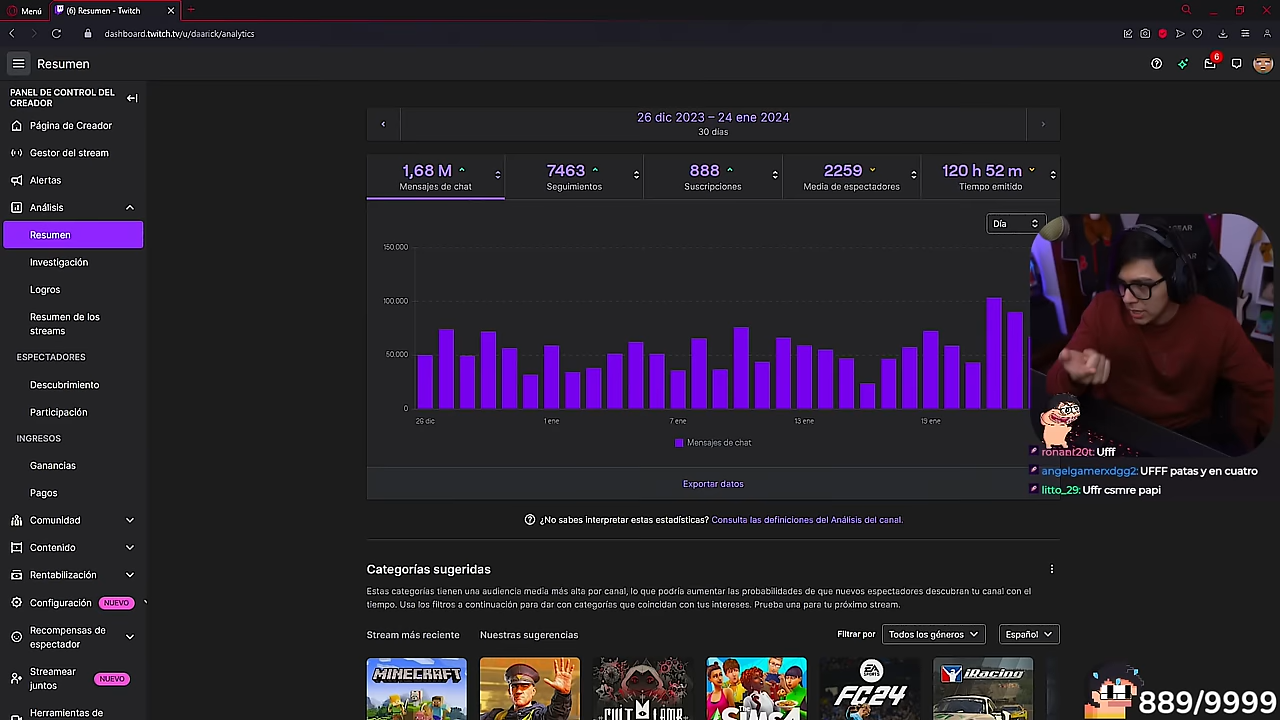 Menú
(6) Resumen - Twitch
dashboard.twitch.tv/u/daarick/analytics
Resumen
6
PANEL DE CONTROL DEL
CREADOR
Página de Creador
Gestor del stream
Alertas
Análisis
Resumen
Investigación
Logros
Resumen de los
streams
ESPECTADORES
Descubrimiento
Participación
INGRESOS
Ganancias
Pagos
Comunidad
Contenido
Rentabilización
Configuración NUEVO
Recompensas de
espectador
Streamear
juntos NUEVO
Herramientas de
26 dic 2023 – 24 ene 2024
30 días
1,68 M
Mensajes de chat
7463
Seguimientos
888
Suscripciones
2259
Media de espectadores
120 h 52 m
Tiempo emitido
Día
150.000
100.000
50.000
0
26 dic
1 ene
7 ene
13 ene
19 ene
Mensajes de chat
Exportar datos
¿No sabes interpretar estas estadísticas? Consulta las definiciones del Análisis del canal.
Categorías sugeridas
Estas categorías tienen una audiencia media más alta por canal, lo que podría aumentar las probabilidades de que nuevos espectadores descubran tu canal con el
tiempo. Usa los filtros a continuación para dar con categorías que coincidan con tus intereses. Prueba una para tu próximo stream.
Stream más reciente
Nuestras sugerencias
Filtrar por
Todos los géneros
Español
MINECRAFT
CULT
LAMB
SIMS4
EA
SPORTS
FC24
iRacing
ronant20t: Ufff
angelgamerxdgg2: UFFF patas y en cuatro
litto_29: Uffr csmre papi
889/9999